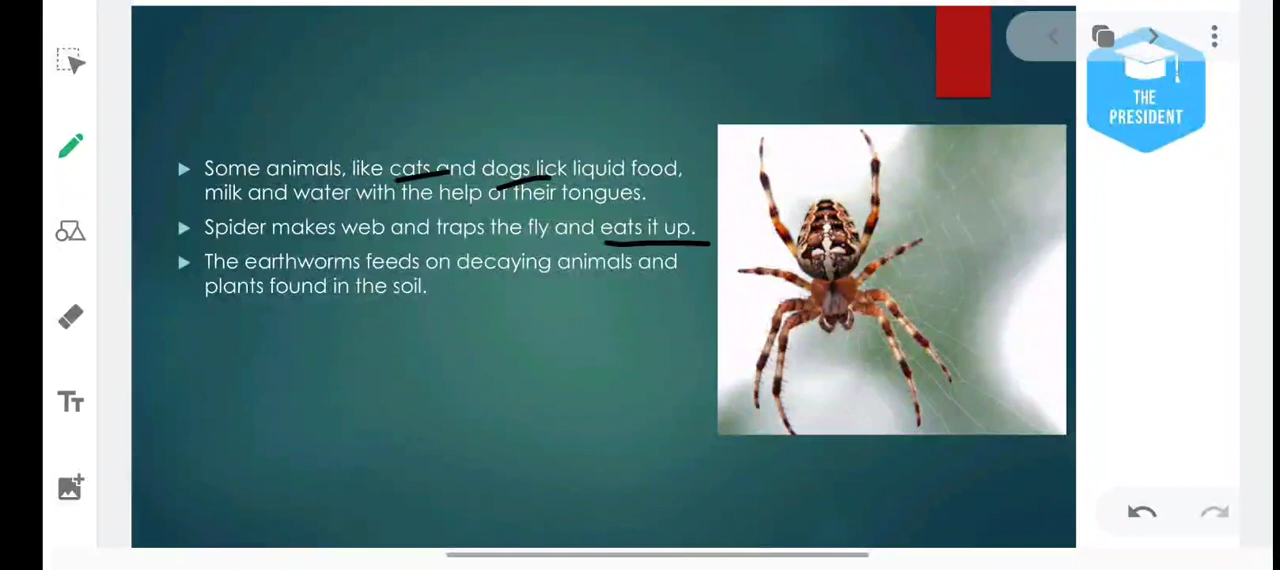 THE
PRESIDENT
Some animals, like cats and dogs lick liquid food,
milk and water with the help of their tongues.
Spider makes web and traps the fly and eats it up.
The earthworms feeds on decaying animals and
plants found in the soil.
TT